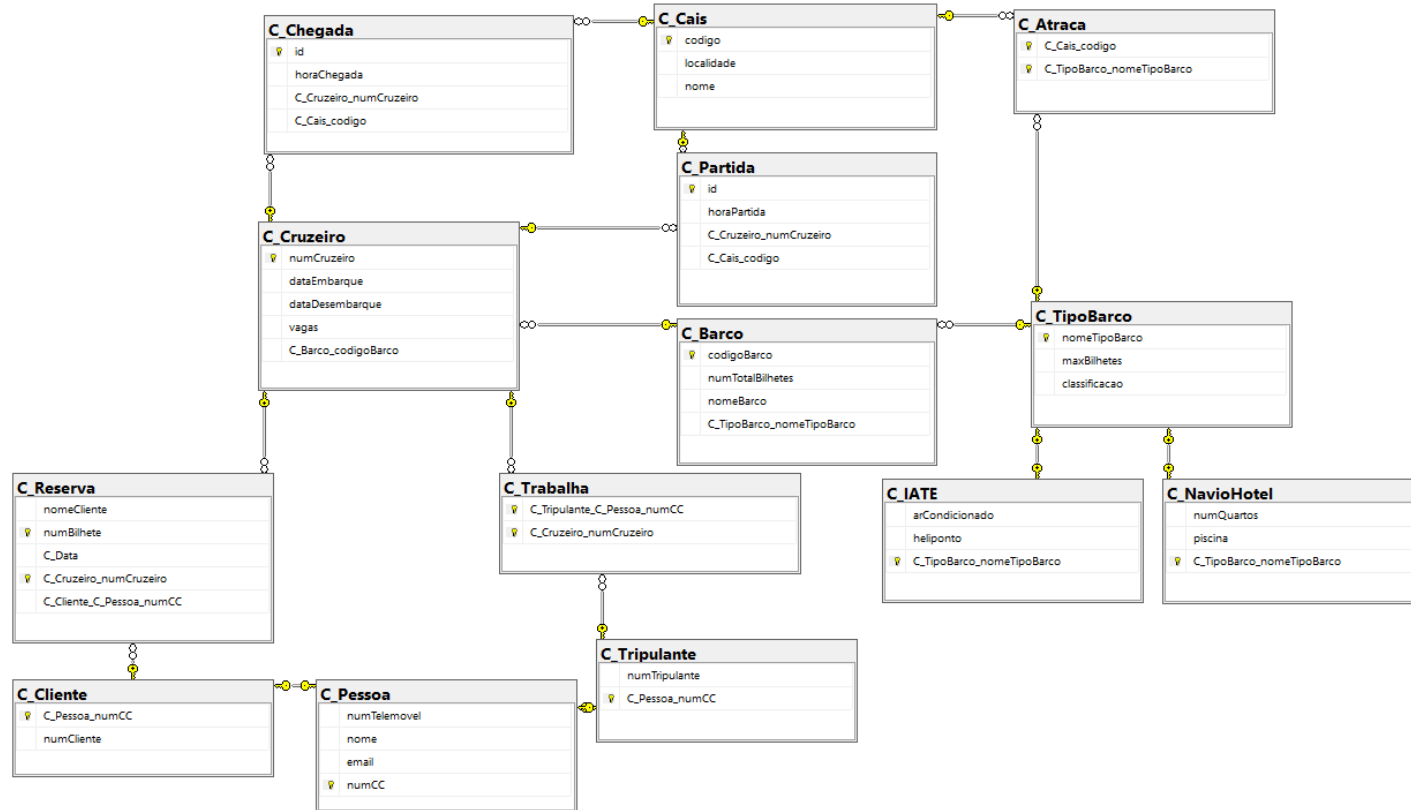 C_Chegada
id
horaChegada
C_Cruzeiro_numCruzeiro
C_Cais_codigo
C_Cais
codigo
localidade
nome
C_Atraca
C_Cais_codigo
C_TipoBarco_nomeTipoBarco
C_Partida
id
horaPartida
C_Cruzeiro_numCruzeiro
C_Cais_codigo
C_Cruzeiro
numCruzeiro
dataEmbarque
dataDesembarque
vagas
C_Barco_codigoBarco
C_Barco
codigoBarco
numTotalBilhetes
nomeBarco
C_TipoBarco_nomeTipoBarco
C_TipoBarco
nomeTipoBarco
maxBilhetes
classificacao
C_Reserva
nomeCliente
numBilhete
C_Data
C_Cruzeiro_numCruzeiro
C_Cliente_C_Pessoa_numCC
C_Trabalha
C_Tripulante_C_Pessoa_numCC
C_Cruzeiro_numCruzeiro
C_IATE
arCondicionado
heliponto
C_TipoBarco_nomeTipoBarco
C_NavioHotel
numQuartos
piscina
C_TipoBarco_nomeTipoBarco
C_Cliente
C_Pessoa_numCC
numCliente
C_Pessoa
numTelemovel
nome
email
numCC
C_Tripulante
numTripulante
C_Pessoa_numCC